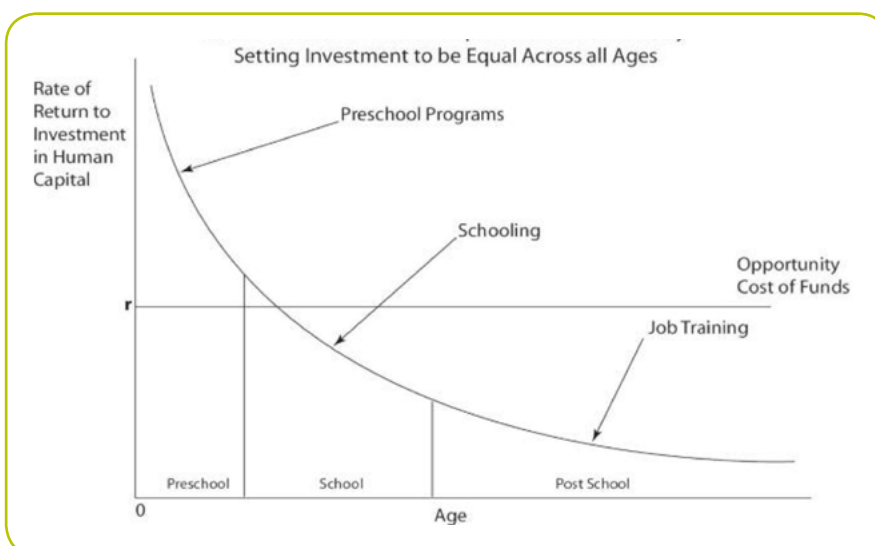 Setting Investment to be Equal Across all Ages
Rate of
Return to
Investment
in Human
Capital
Preschool Programs
Schooling
Opportunity
Cost of Funds
r
Job Training
Preschool
School
Post School
0
Age